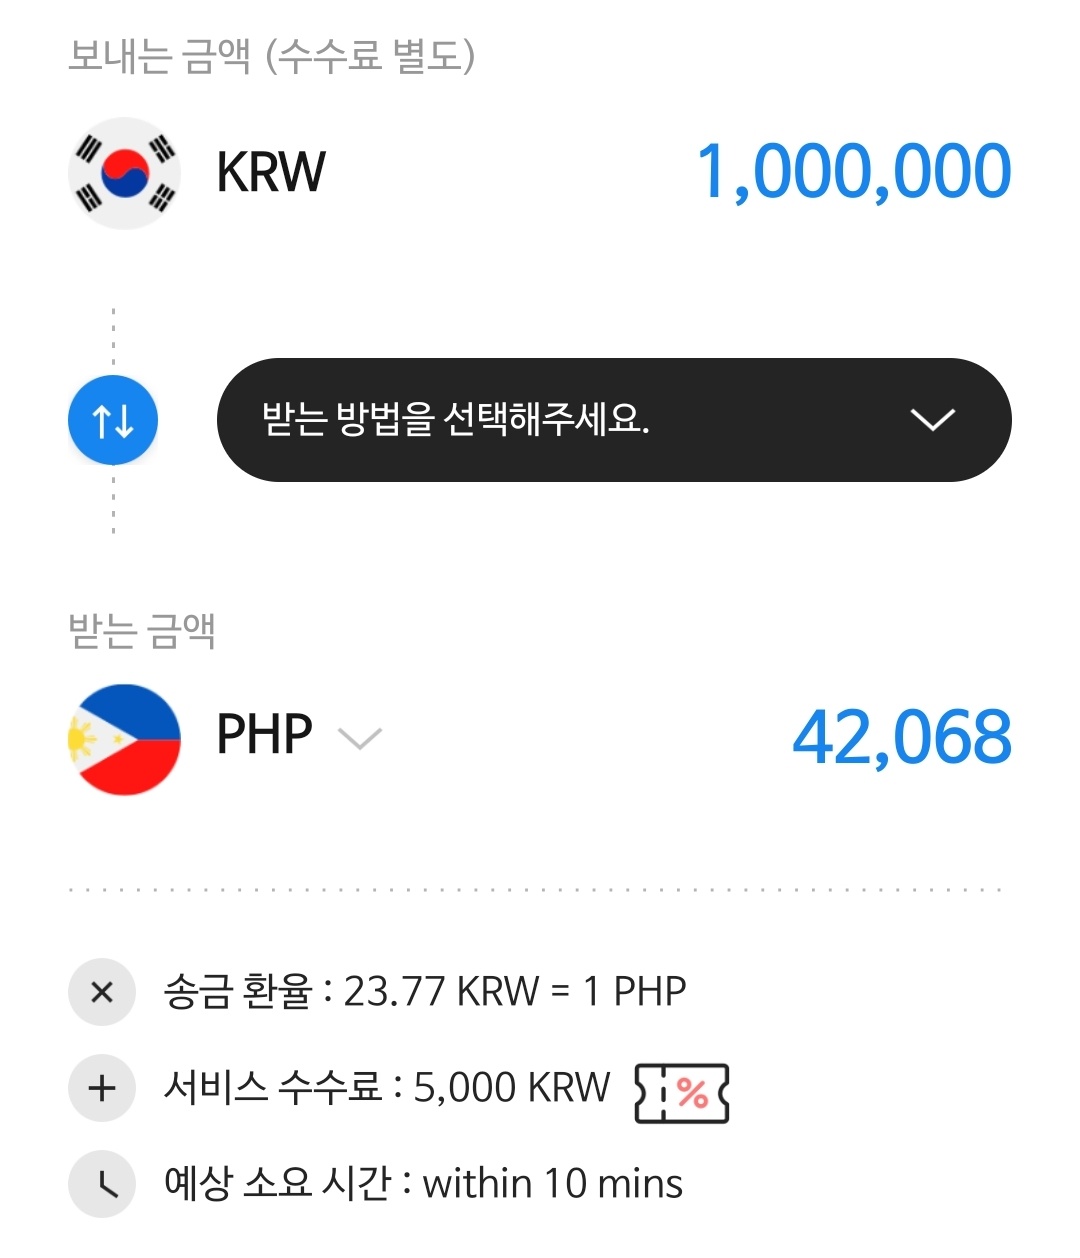 보내는 금액 (수수료 별도)
KRW 1,000,000
받는 방법을 선택해주세요.
받는 금액
PHP 42,068
송금 환율 : 23.77 KRW = 1 PHP
서비스 수수료 : 5,000 KRW %
예상 소요 시간 : within 10 mins